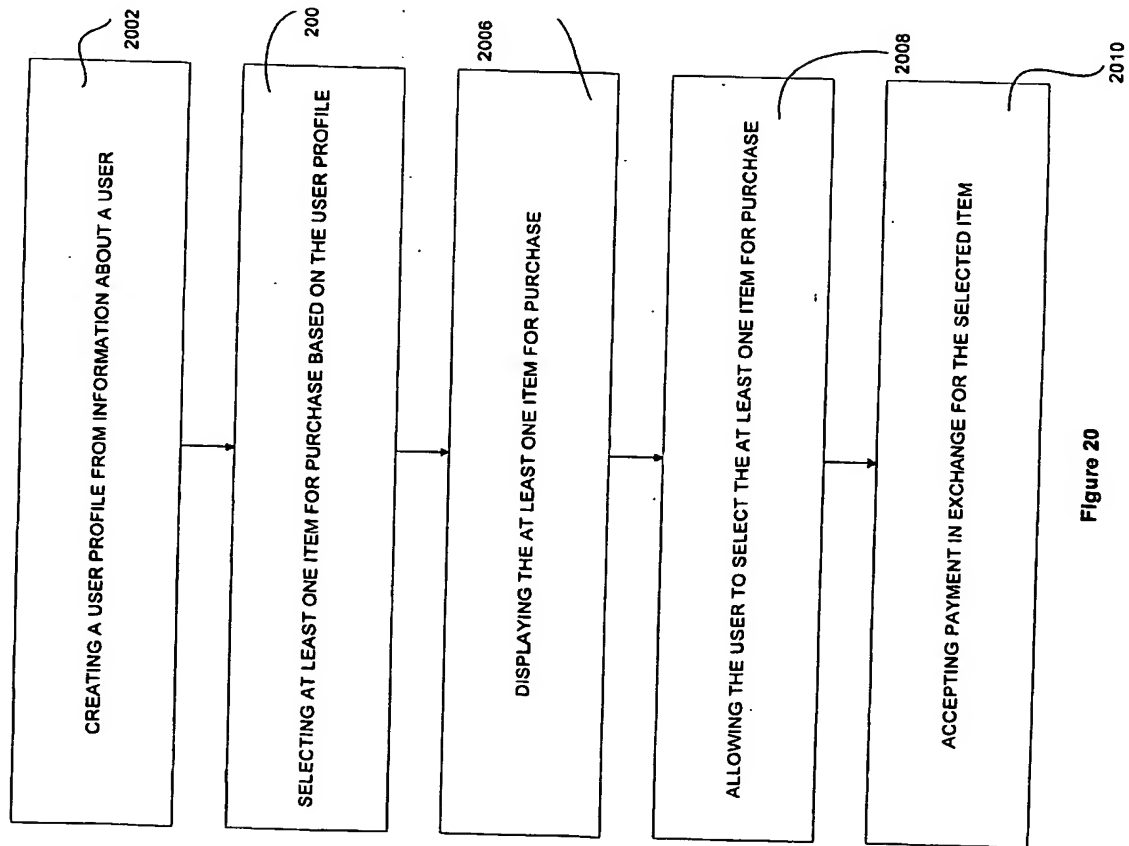 2002
CREATING A USER PROFILE FROM INFORMATION ABOUT A USER
200
SELECTING AT LEAST ONE ITEM FOR PURCHASE BASED ON THE USER PROFILE
2006
DISPLAYING THE AT LEAST ONE ITEM FOR PURCHASE
2008
ALLOWING THE USER TO SELECT THE AT LEAST ONE ITEM FOR PURCHASE
2010
ACCEPTING PAYMENT IN EXCHANGE FOR THE SELECTED ITEM
Figure 20